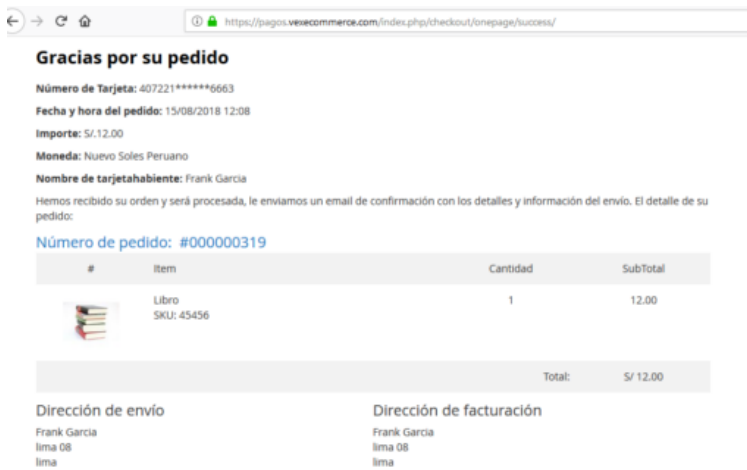 https://pagos.vexecommerce.com/index.php/checkout/onepage/success/
Gracias por su pedido
Número de Tarjeta: 407221******6663
Fecha y hora del pedido: 15/08/2018 12:08
Importe: S/.12.00
Moneda: Nuevo Soles Peruano
Nombre de tarjetahabiente: Frank Garcia
Hemos recibido su orden y será procesada, le enviamos un email de confirmación con los detalles y información del envío. El detalle de su
pedido:
Número de pedido: #000000319
# Item Cantidad SubTotal
Libro 1 12.00
SKU: 45456
Total: S/ 12.00
Dirección de envío Dirección de facturación
Frank Garcia Frank Garcia
lima 08 lima 08
lima lima